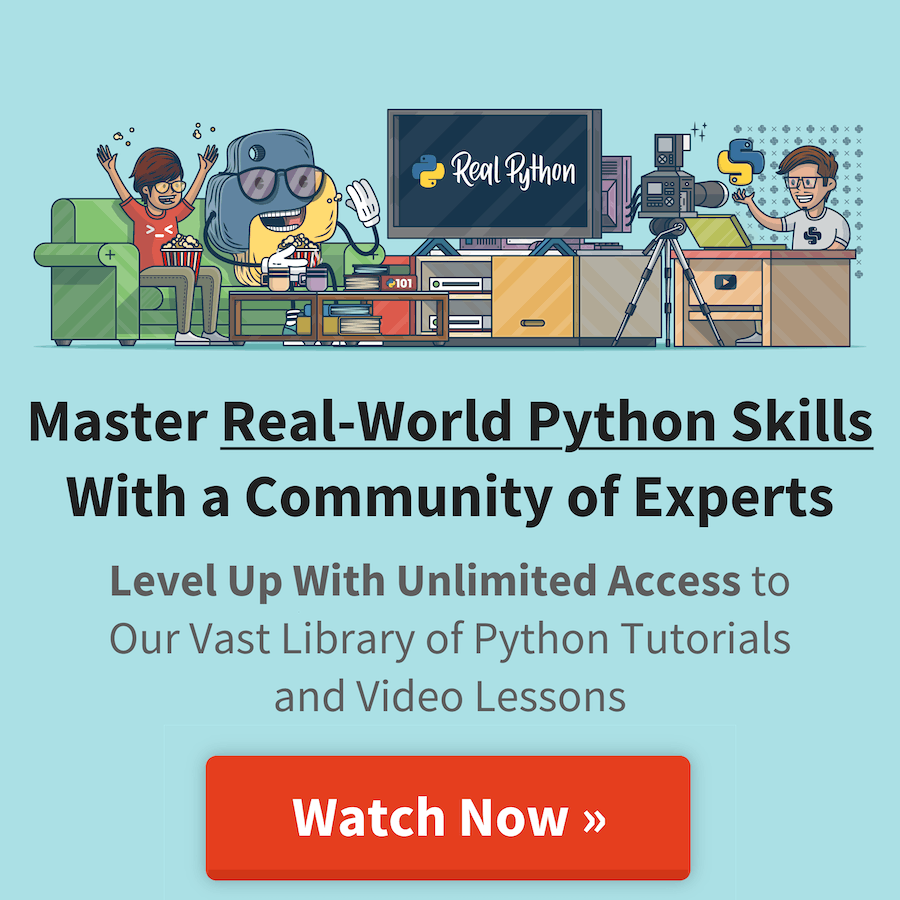 Real Python
>_<
101
Master Real-World Python Skills
With a Community of Experts
Level Up With Unlimited Access to
Our Vast Library of Python Tutorials
and Video Lessons
Watch Now »